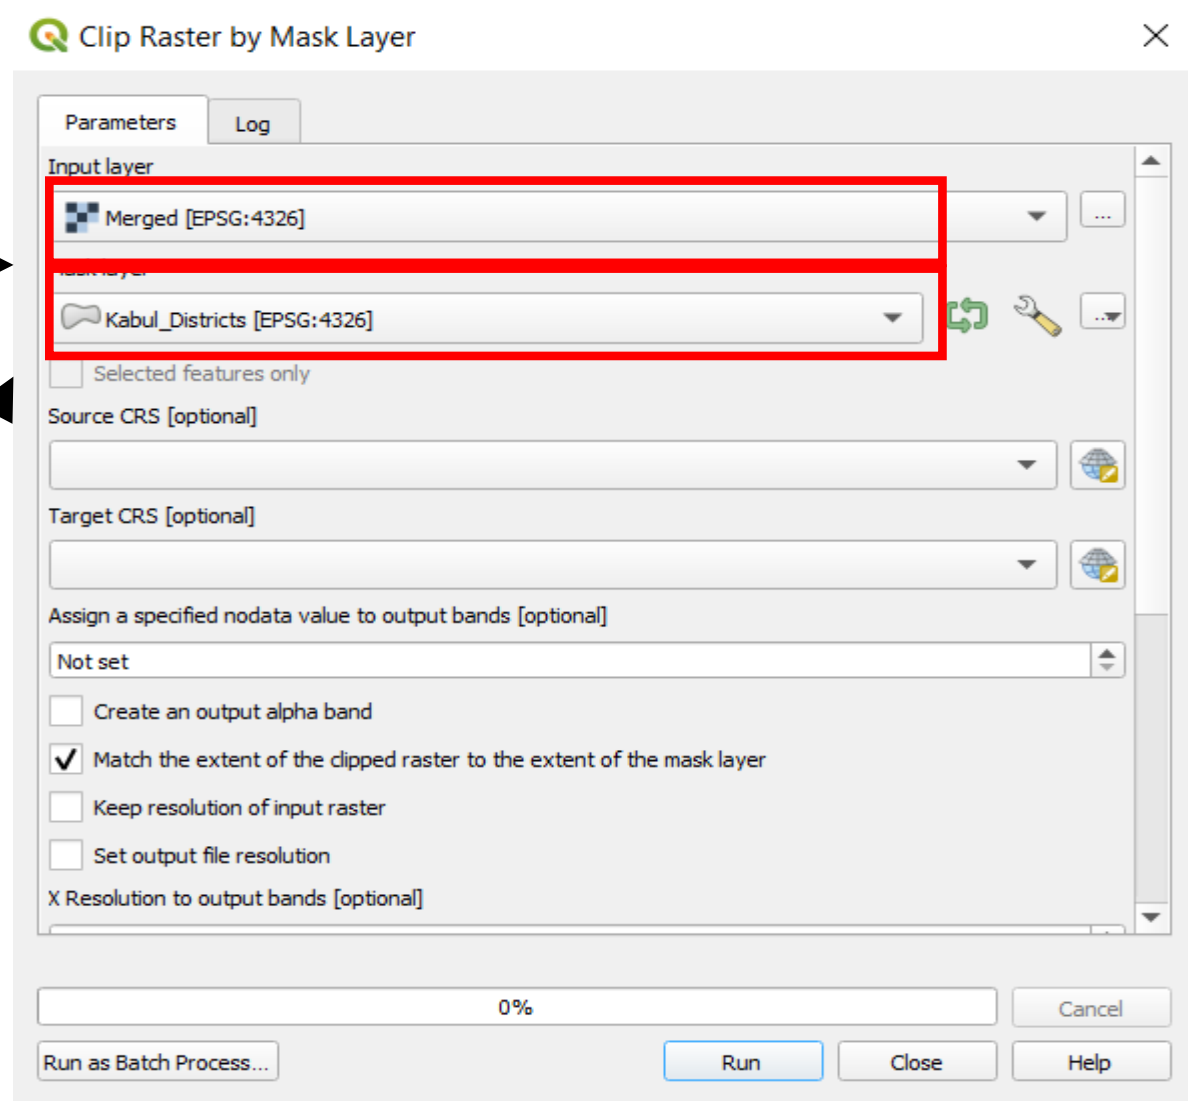 Clip Raster by Mask Layer
Parameters
Log
Input layer
Merged [EPSG:4326]
...
Kabul_Districts [EPSG:4326]
...
Selected features only
Source CRS [optional]
Target CRS [optional]
Assign a specified nodata value to output bands [optional]
Not set
Create an output alpha band
Match the extent of the clipped raster to the extent of the mask layer
Keep resolution of input raster
Set output file resolution
X Resolution to output bands [optional]
0%
Cancel
Run as Batch Process...
Run
Close
Help